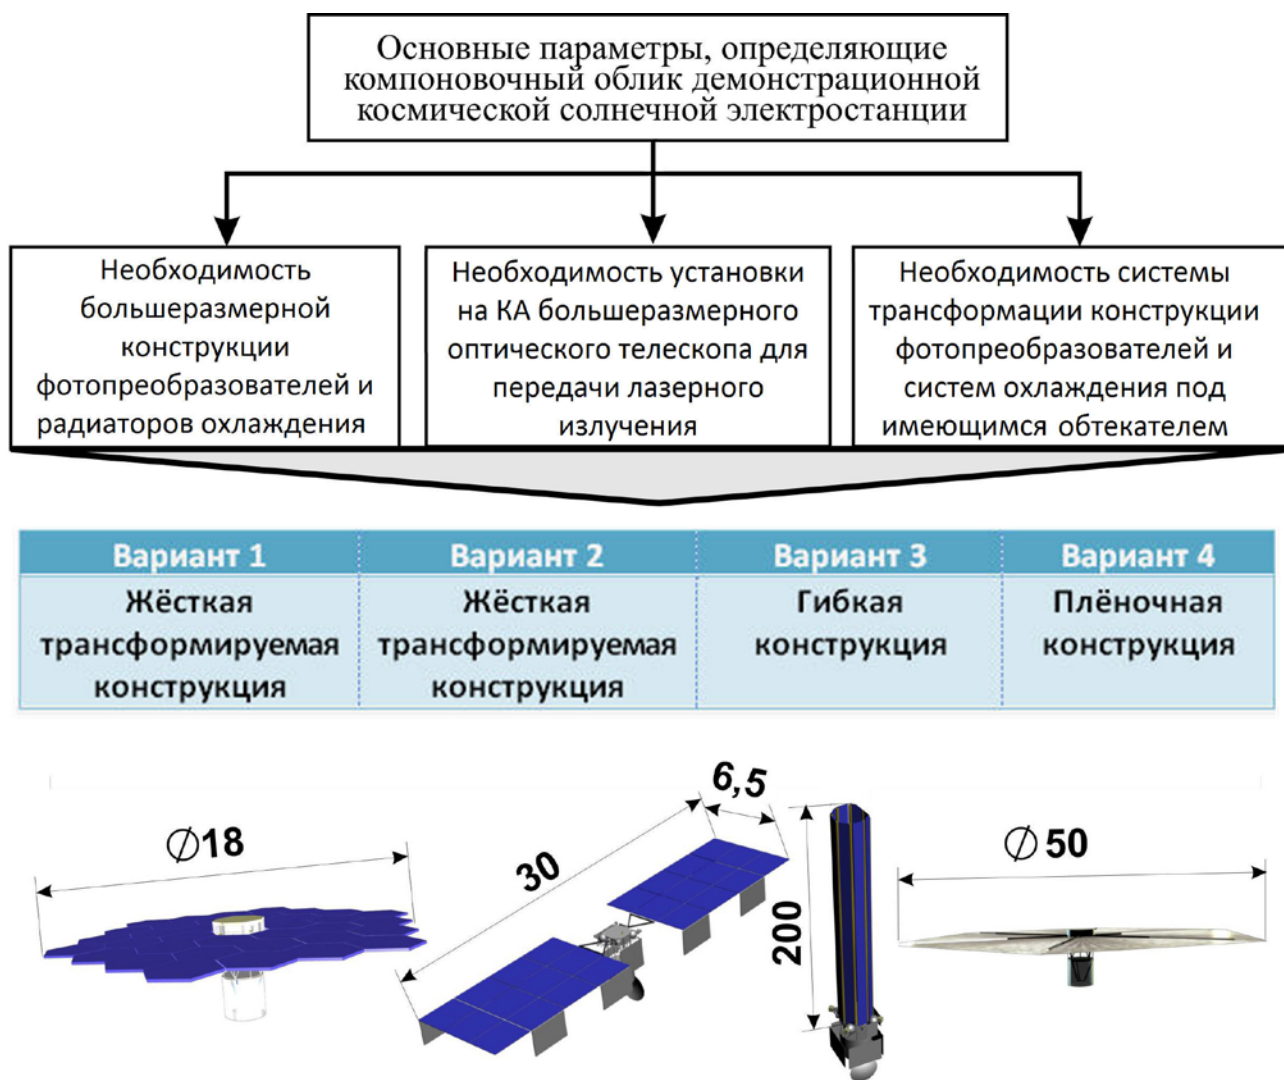 Основные параметры, определяющие
компоновочный облик демонстрационной
космической солнечной электростанции
Необходимость
большеразмерной
конструкции
фотопреобразователей и
радиаторов охлаждения
Необходимость установки
на КА большеразмерного
оптического телескопа для
передачи лазерного
излучения
Необходимость системы
трансформации конструкции
фотопреобразователей и
систем охлаждения под
имеющимся обтекателем
Вариант 1
Вариант 2
Вариант 3
Вариант 4
Жёсткая
трансформируемая
конструкция
Жёсткая
трансформируемая
конструкция
Гибкая
конструкция
Плёночная
конструкция
∅18
30
6,5
200
∅50